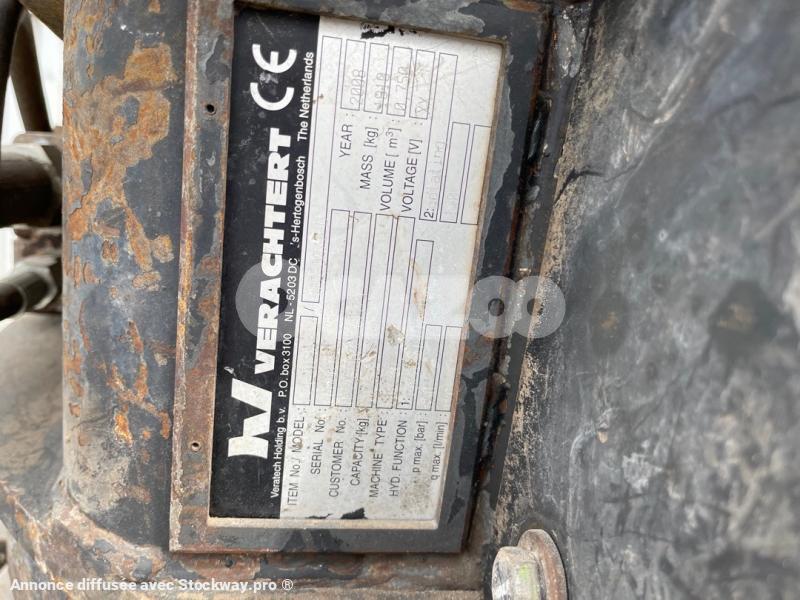 VERACHTERT CE
Veratech Holding b.v. P.O. box 3100 NL - 5203 DC 's-Hertogenbosch The Netherlands
ITEM No./ MODEL : /
SERIAL No. YEAR 2008
CUSTOMER No. MASS [kg]
CAPACITY [kg] VOLUME [ m³ ]
MACHINE TYPE VOLTAGE [V]
HYD. FUNCTION 1: 2:
p max. [bar] :
q max. [l/min] :
Annonce diffusée avec Stockway.pro ®